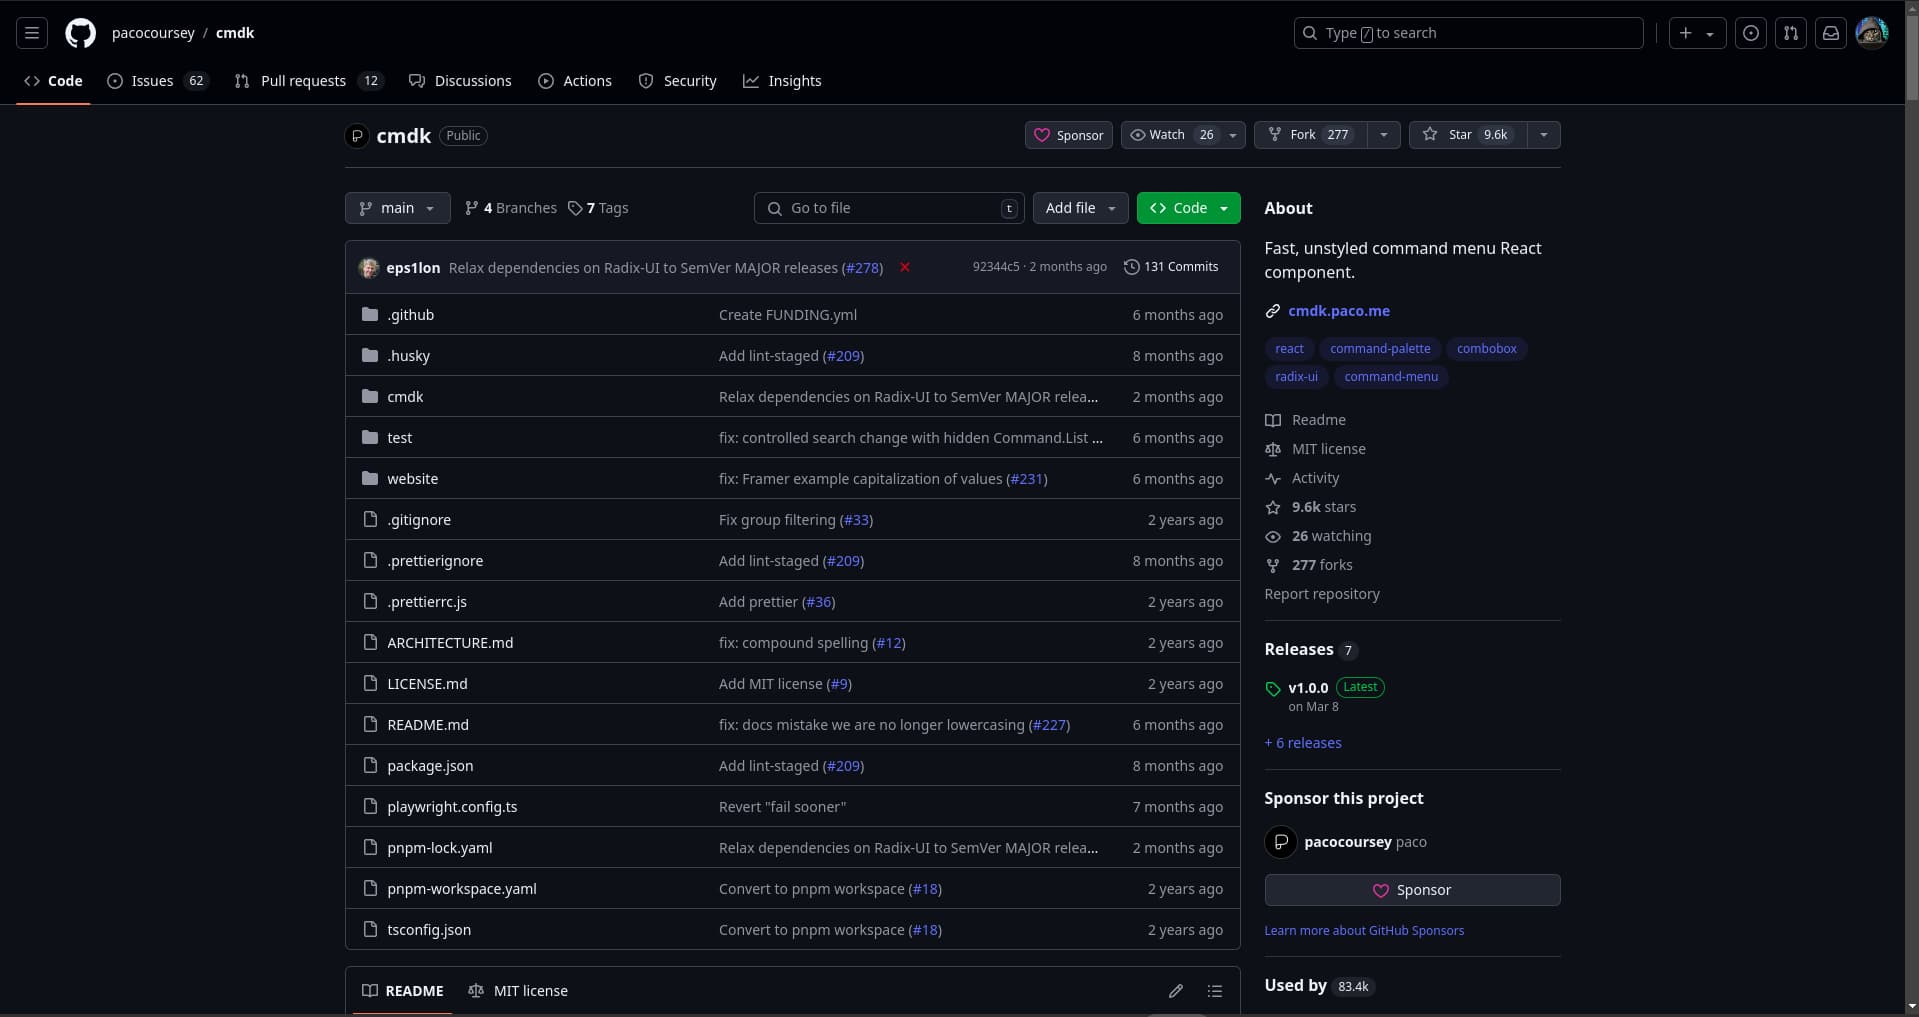 pacocoursey / cmdk
Type / to search
Code
Issues 62
Pull requests 12
Discussions
Actions
Security
Insights
cmdk Public
Sponsor
Watch 26
Fork 277
Star 9.6k
main
4 Branches
7 Tags
Go to file
t
Add file
Code
eps1lon Relax dependencies on Radix-UI to SemVer MAJOR releases (#278)
92344c5 · 2 months ago
131 Commits
.github Create FUNDING.yml 6 months ago
.husky Add lint-staged (#209) 8 months ago
cmdk Relax dependencies on Radix-UI to SemVer MAJOR relea... 2 months ago
test fix: controlled search change with hidden Command.List ... 6 months ago
website fix: Framer example capitalization of values (#231) 6 months ago
.gitignore Fix group filtering (#33) 2 years ago
.prettierignore Add lint-staged (#209) 8 months ago
.prettierrc.js Add prettier (#36) 2 years ago
ARCHITECTURE.md fix: compound spelling (#12) 2 years ago
LICENSE.md Add MIT license (#9) 2 years ago
README.md fix: docs mistake we are no longer lowercasing (#227) 6 months ago
package.json Add lint-staged (#209) 8 months ago
playwright.config.ts Revert "fail sooner" 7 months ago
pnpm-lock.yaml Relax dependencies on Radix-UI to SemVer MAJOR relea... 2 months ago
pnpm-workspace.yaml Convert to pnpm workspace (#18) 2 years ago
tsconfig.json Convert to pnpm workspace (#18) 2 years ago
README
MIT license
About
Fast, unstyled command menu React
component.
cmdk.paco.me
react command-palette combobox
radix-ui command-menu
Readme
MIT license
Activity
9.6k stars
26 watching
277 forks
Report repository
Releases 7
v1.0.0 Latest
on Mar 8
+ 6 releases
Sponsor this project
pacocoursey paco
Sponsor
Learn more about GitHub Sponsors
Used by 83.4k